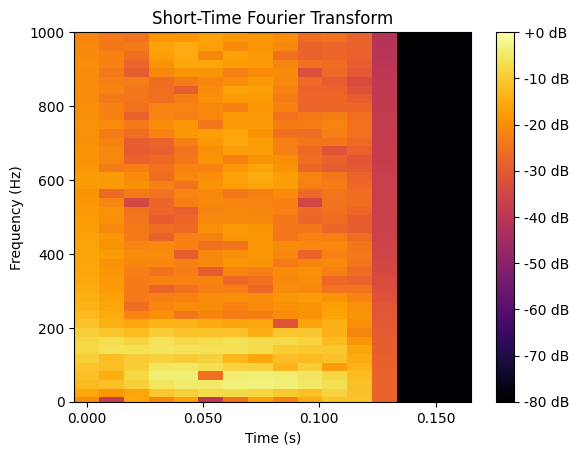 Short-Time Fourier Transform
1000
800
600
400
200
0
Frequency (Hz)
0.000
0.050
0.100
0.150
Time (s)
+0 dB
-10 dB
-20 dB
-30 dB
-40 dB
-50 dB
-60 dB
-70 dB
-80 dB